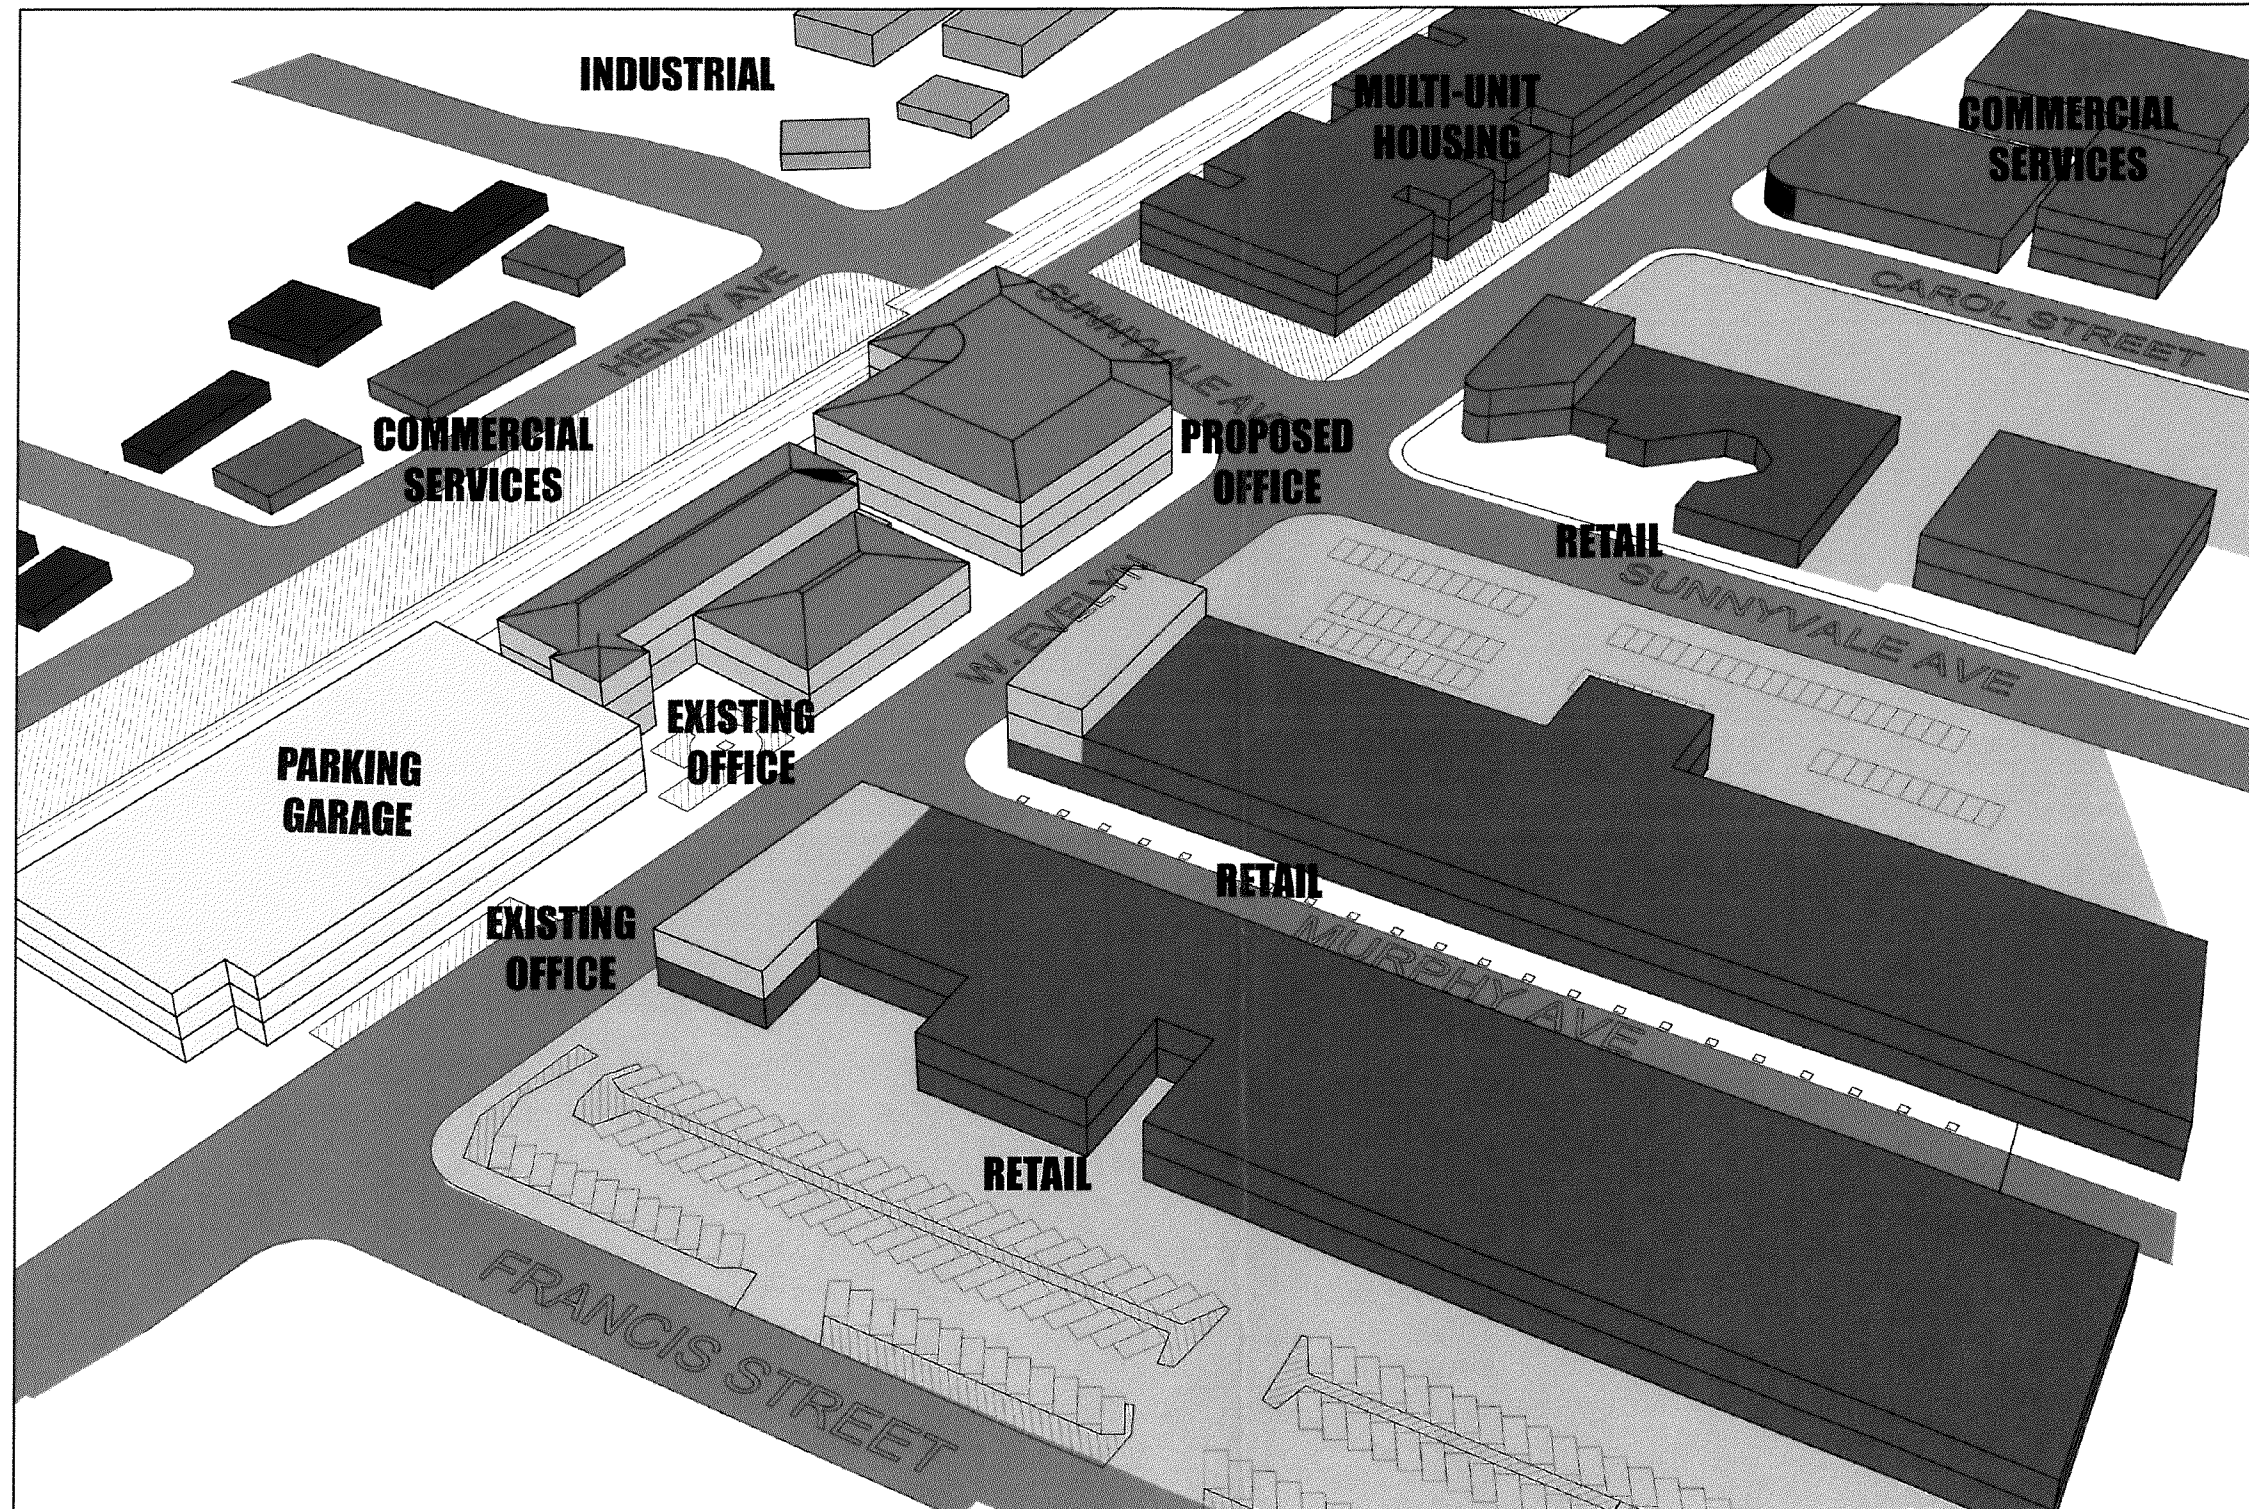 INDUSTRIAL
MULTI-UNIT
HOUSING
COMMERCIAL
SERVICES
HENDY AVE
SUNNYVALE AVE
CAROL STREET
COMMERCIAL
SERVICES
PROPOSED
OFFICE
RETAIL
SUNNYVALE AVE
W. EVELYN
EXISTING
OFFICE
PARKING
GARAGE
RETAIL
MURPHY AVE
EXISTING
OFFICE
RETAIL
FRANCIS STREET